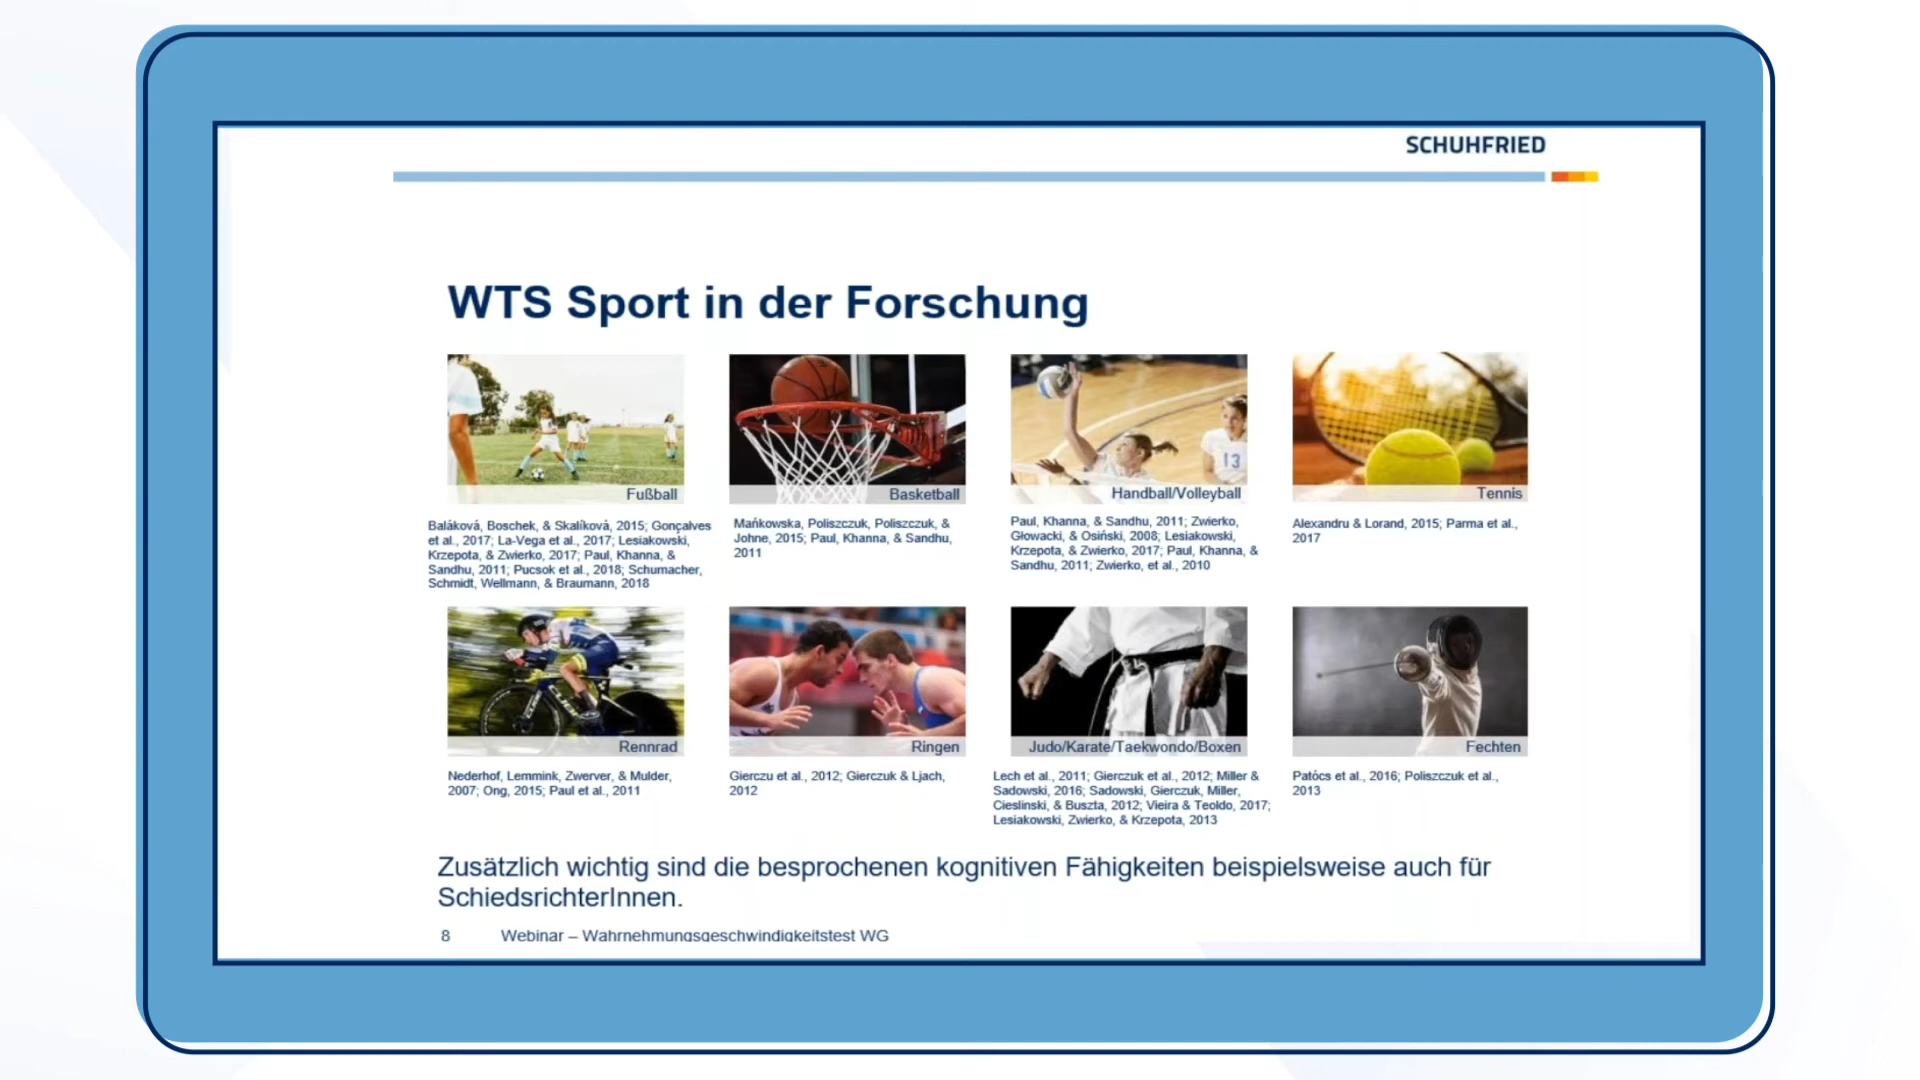 SCHUHFRIED
WTS Sport in der Forschung
Fußball
Baláková, Boschek, & Skalíková, 2015; Gonçalves
et al., 2017; La-Vega et al., 2017; Lesiakowski,
Krzepota, & Zwierko, 2017; Paul, Khanna, &
Sandhu, 2011; Pucsok et al., 2018; Schumacher,
Schmidt, Wellmann, & Braumann, 2018
Basketball
Mańkowska, Poliszczuk, Poliszczuk, &
Johne, 2015; Paul, Khanna, & Sandhu,
2011
13
Handball/Volleyball
Paul, Khanna, & Sandhu, 2011; Zwierko,
Głowacki, & Osiński, 2008; Lesiakowski,
Krzepota, & Zwierko, 2017; Paul, Khanna, &
Sandhu, 2011; Zwierko, et al., 2010
Tennis
Alexandru & Lorand, 2015; Parma et al.,
2017
Rennrad
Nederhof, Lemmink, Zwerver, & Mulder,
2007; Ong, 2015; Paul et al., 2011
Ringen
Gierczu et al., 2012; Gierczuk & Ljach,
2012
Judo/Karate/Taekwondo/Boxen
Lech et al., 2011; Gierczuk et al., 2012; Miller &
Sadowski, 2016; Sadowski, Gierczuk, Miller,
Cieslinski, & Buszta, 2012; Vieira & Teoldo, 2017;
Lesiakowski, Zwierko, & Krzepota, 2013
Fechten
Patócs et al., 2016; Poliszczuk et al.,
2013
Zusätzlich wichtig sind die besprochenen kognitiven Fähigkeiten beispielsweise auch für
SchiedsrichterInnen.
8 Webinar – Wahrnehmungsgeschwindigkeitstest WG